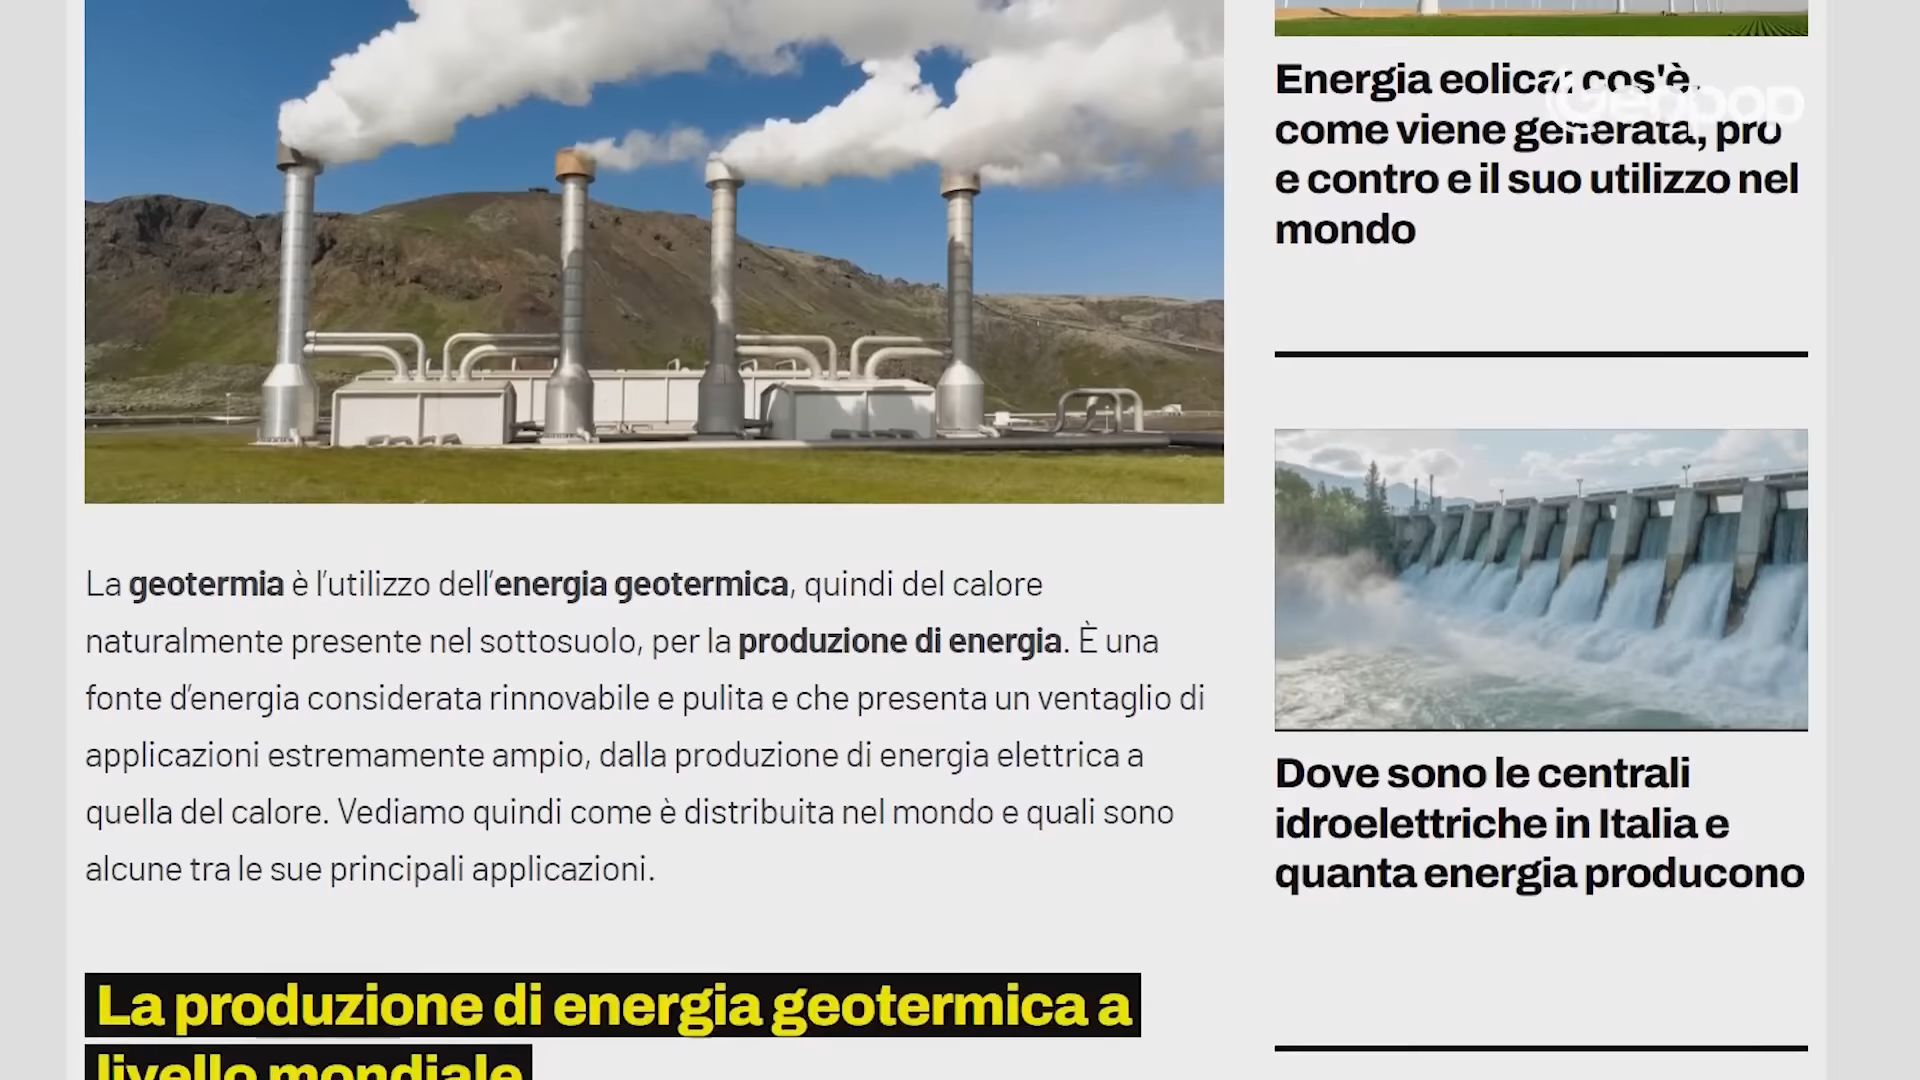 La geotermia è l'utilizzo dell'energia geotermica, quindi del calore
naturalmente presente nel sottosuolo, per la produzione di energia. È una
fonte d'energia considerata rinnovabile e pulita e che presenta un ventaglio di
applicazioni estremamente ampio, dalla produzione di energia elettrica a
quella del calore. Vediamo quindi come è distribuita nel mondo e quali sono
alcune tra le sue principali applicazioni.
La produzione di energia geotermica a
livello mondiale
Energia eolica: cos'è,
come viene generata, pro
e contro e il suo utilizzo nel
mondo
Geopop
Dove sono le centrali
idroelettriche in Italia e
quanta energia producono